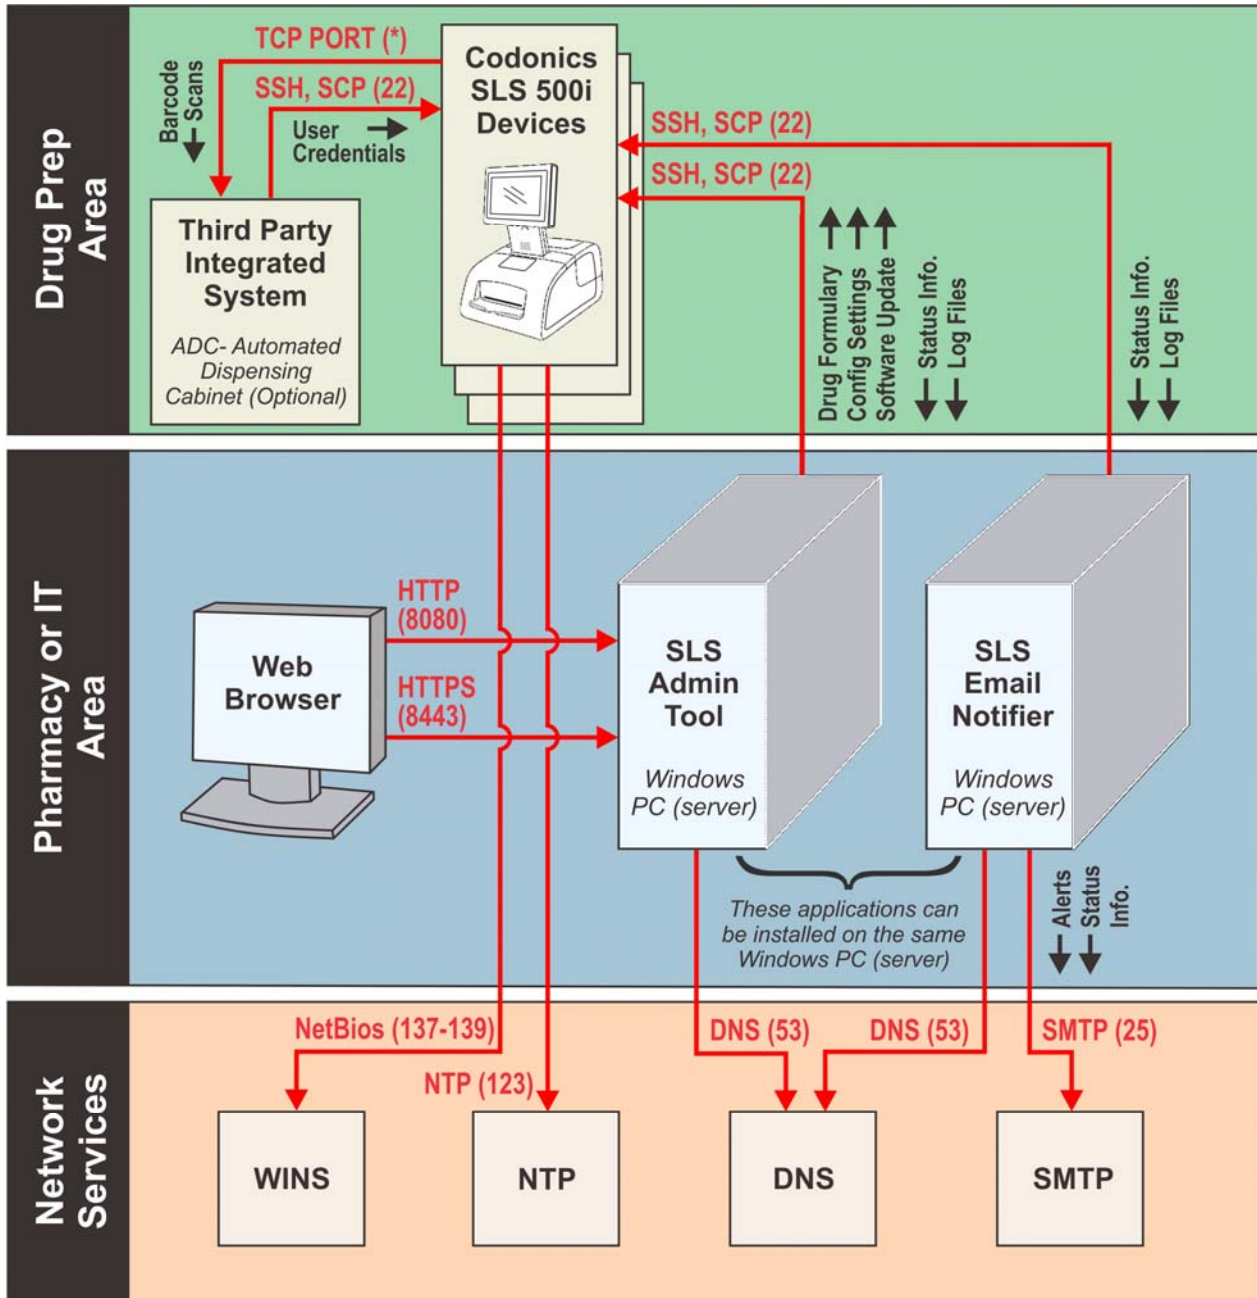 Drug Prep
Area
TCP PORT (*)
Barcode
Scans
SSH, SCP (22)
User
Credentials
Codonics
SLS 500i
Devices
SSH, SCP (22)
SSH, SCP (22)
Third Party
Integrated
System
ADC- Automated
Dispensing
Cabinet (Optional)
Drug Formulary
Config Settings
Software Update
Status Info.
Log Files
Status Info.
Log Files
Pharmacy or IT
Area
Web
Browser
HTTP
(8080)
HTTPS
(8443)
SLS
Admin
Tool
Windows
PC (server)
SLS
Email
Notifier
Windows
PC (server)
These applications can
be installed on the same
Windows PC (server)
Alerts
Status
Info.
Network
Services
NetBios (137-139)
NTP (123)
DNS (53)
DNS (53)
SMTP (25)
WINS
NTP
DNS
SMTP